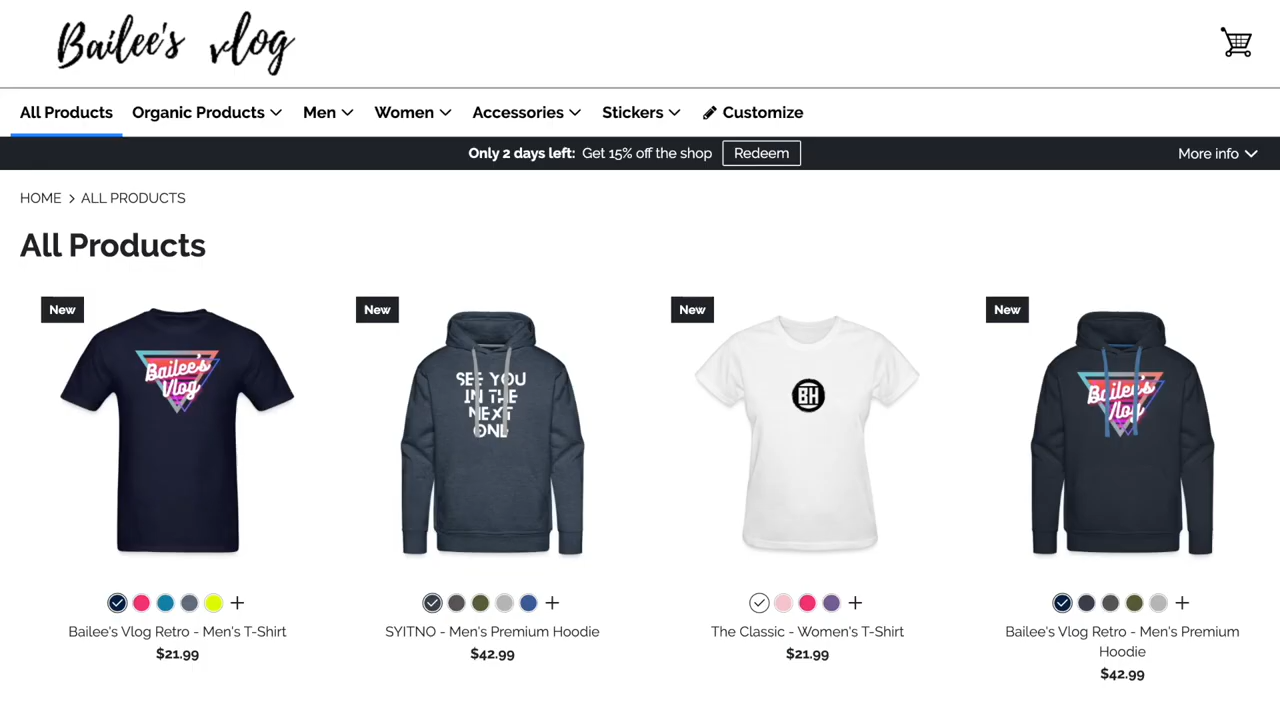 Bailee's vlog
All Products Organic Products Men Women Accessories Stickers Customize
Only 2 days left: Get 15% off the shop Redeem More info
HOME > ALL PRODUCTS
All Products
New New New New
Bailee's
Vlog
SEE YOU
IN THE
NEXT
ONE
BH
Bailee's
Vlog
Bailee's Vlog Retro - Men's T-Shirt
$21.99
SYITNO - Men's Premium Hoodie
$42.99
The Classic - Women's T-Shirt
$21.99
Bailee's Vlog Retro - Men's Premium
Hoodie
$42.99